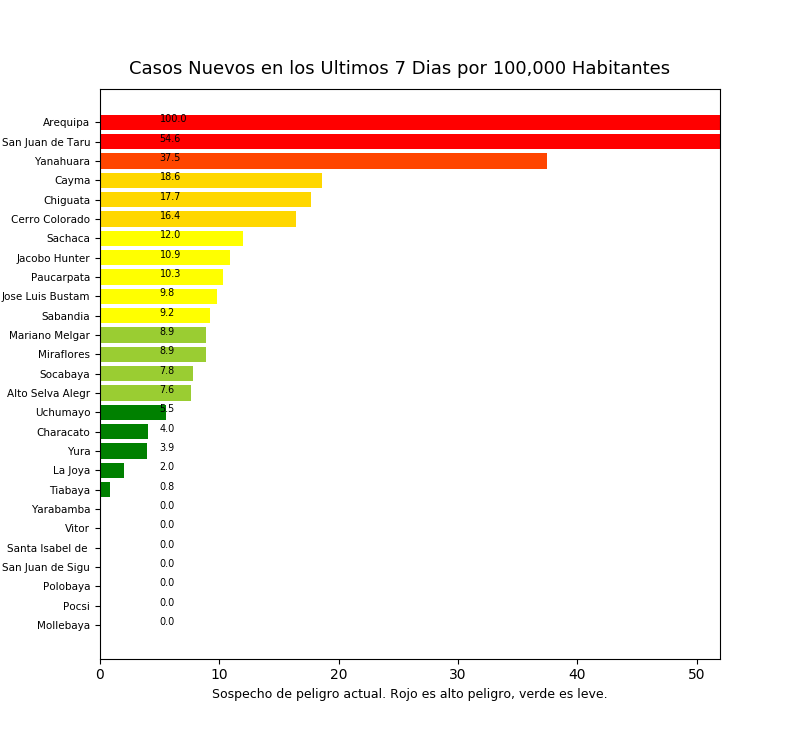 Casos Nuevos en los Ultimos 7 Dias por 100,000 Habitantes
Arequipa 100.0
San Juan de Taru 54.6
Yanahuara 37.5
Cayma 18.6
Chiguata 17.7
Cerro Colorado 16.4
Sachaca 12.0
Jacobo Hunter 10.9
Paucarpata 10.3
Jose Luis Bustam 9.8
Sabandia 9.2
Mariano Melgar 8.9
Miraflores 8.9
Socabaya 7.8
Alto Selva Alegr 7.6
Uchumayo 5.5
Characato 4.0
Yura 3.9
La Joya 2.0
Tiabaya 0.8
Yarabamba 0.0
Vitor 0.0
Santa Isabel de 0.0
San Juan de Sigu 0.0
Polobaya 0.0
Pocsi 0.0
Mollebaya 0.0
0 10 20 30 40 50
Sospecho de peligro actual. Rojo es alto peligro, verde es leve.